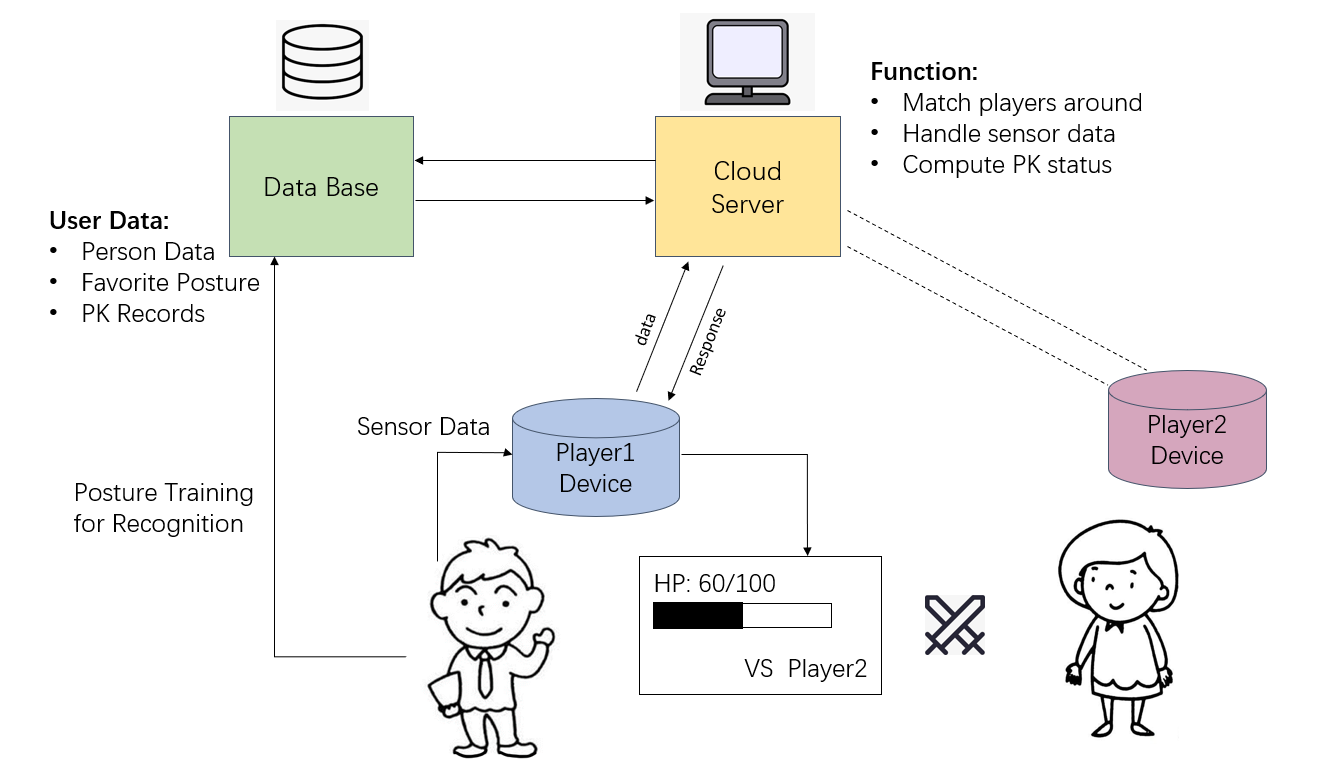 Function:
• Match players around
• Handle sensor data
• Compute PK status
Data Base
Cloud
Server
User Data:
• Person Data
• Favorite Posture
• PK Records
data
Response
Sensor Data
Player1
Device
Player2
Device
Posture Training
for Recognition
HP: 60/100
VS Player2